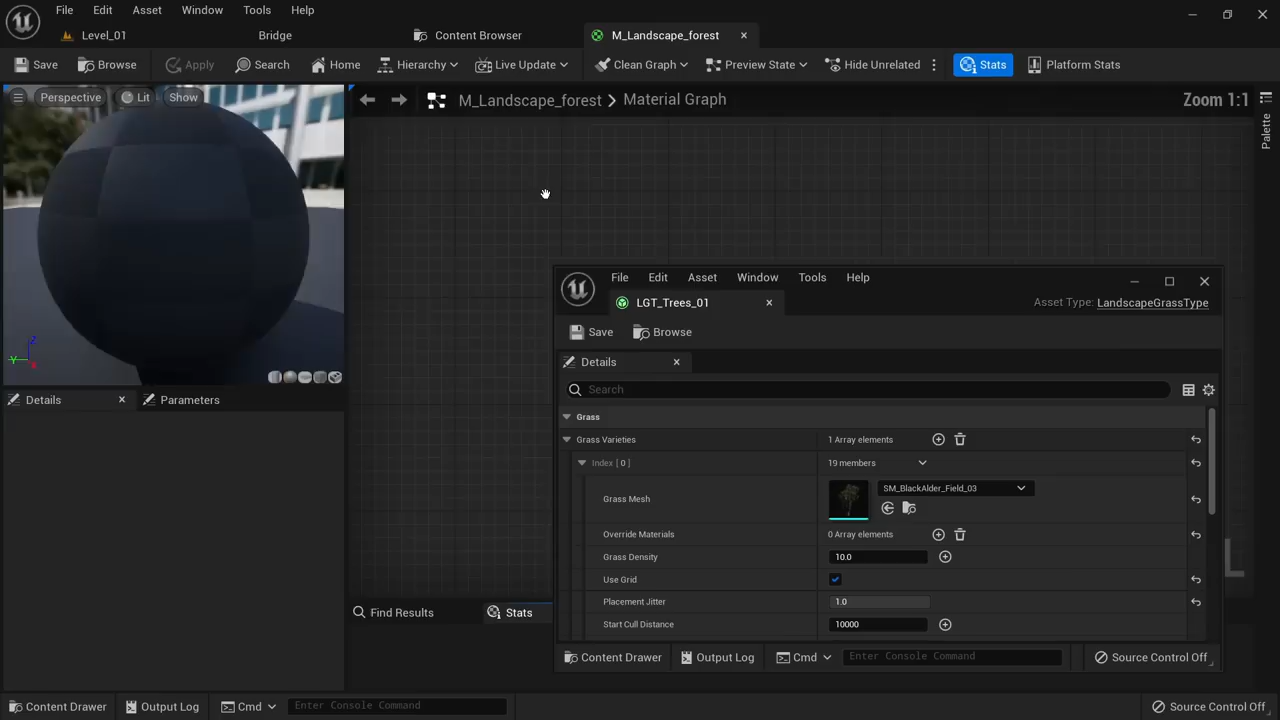 File Edit Asset Window Tools Help
Level_01 Bridge Content Browser M_Landscape_forest
Save Browse Apply Search Home Hierarchy Live Update Clean Graph Preview State Hide Unrelated Stats Platform Stats
Perspective Lit Show
M_Landscape_forest > Material Graph Zoom 1:1
Palette
Z
Y
X
Details Parameters
File Edit Asset Window Tools Help
LGT_Trees_01 Asset Type: LandscapeGrassType
Save Browse
Details
Search
Grass
Grass Varieties 1 Array elements
Index [ 0 ] 19 members
Grass Mesh SM_BlackAlder_Field_03
Override Materials 0 Array elements
Grass Density 10.0
Use Grid
Placement Jitter 1.0
Start Cull Distance 10000
Find Results Stats
Content Drawer Output Log Cmd Enter Console Command Source Control Off
Content Drawer Output Log Cmd Enter Console Command Source Control Off